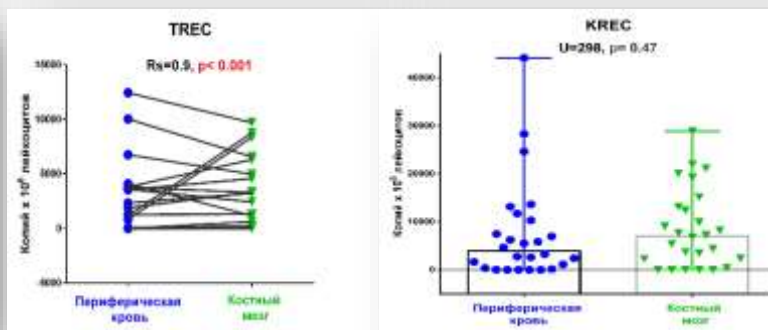 TREC
Rs=0.9, p< 0.001
Копий х 10⁶ лейкоцитов
15000
10000
5000
0
-5000
Периферическая
кровь
Костный
мозг
KREC
U=298, p= 0.47
Копий х 10⁵ лейкоцитов
40000
30000
20000
10000
0
Периферическая
кровь
Костный
мозг